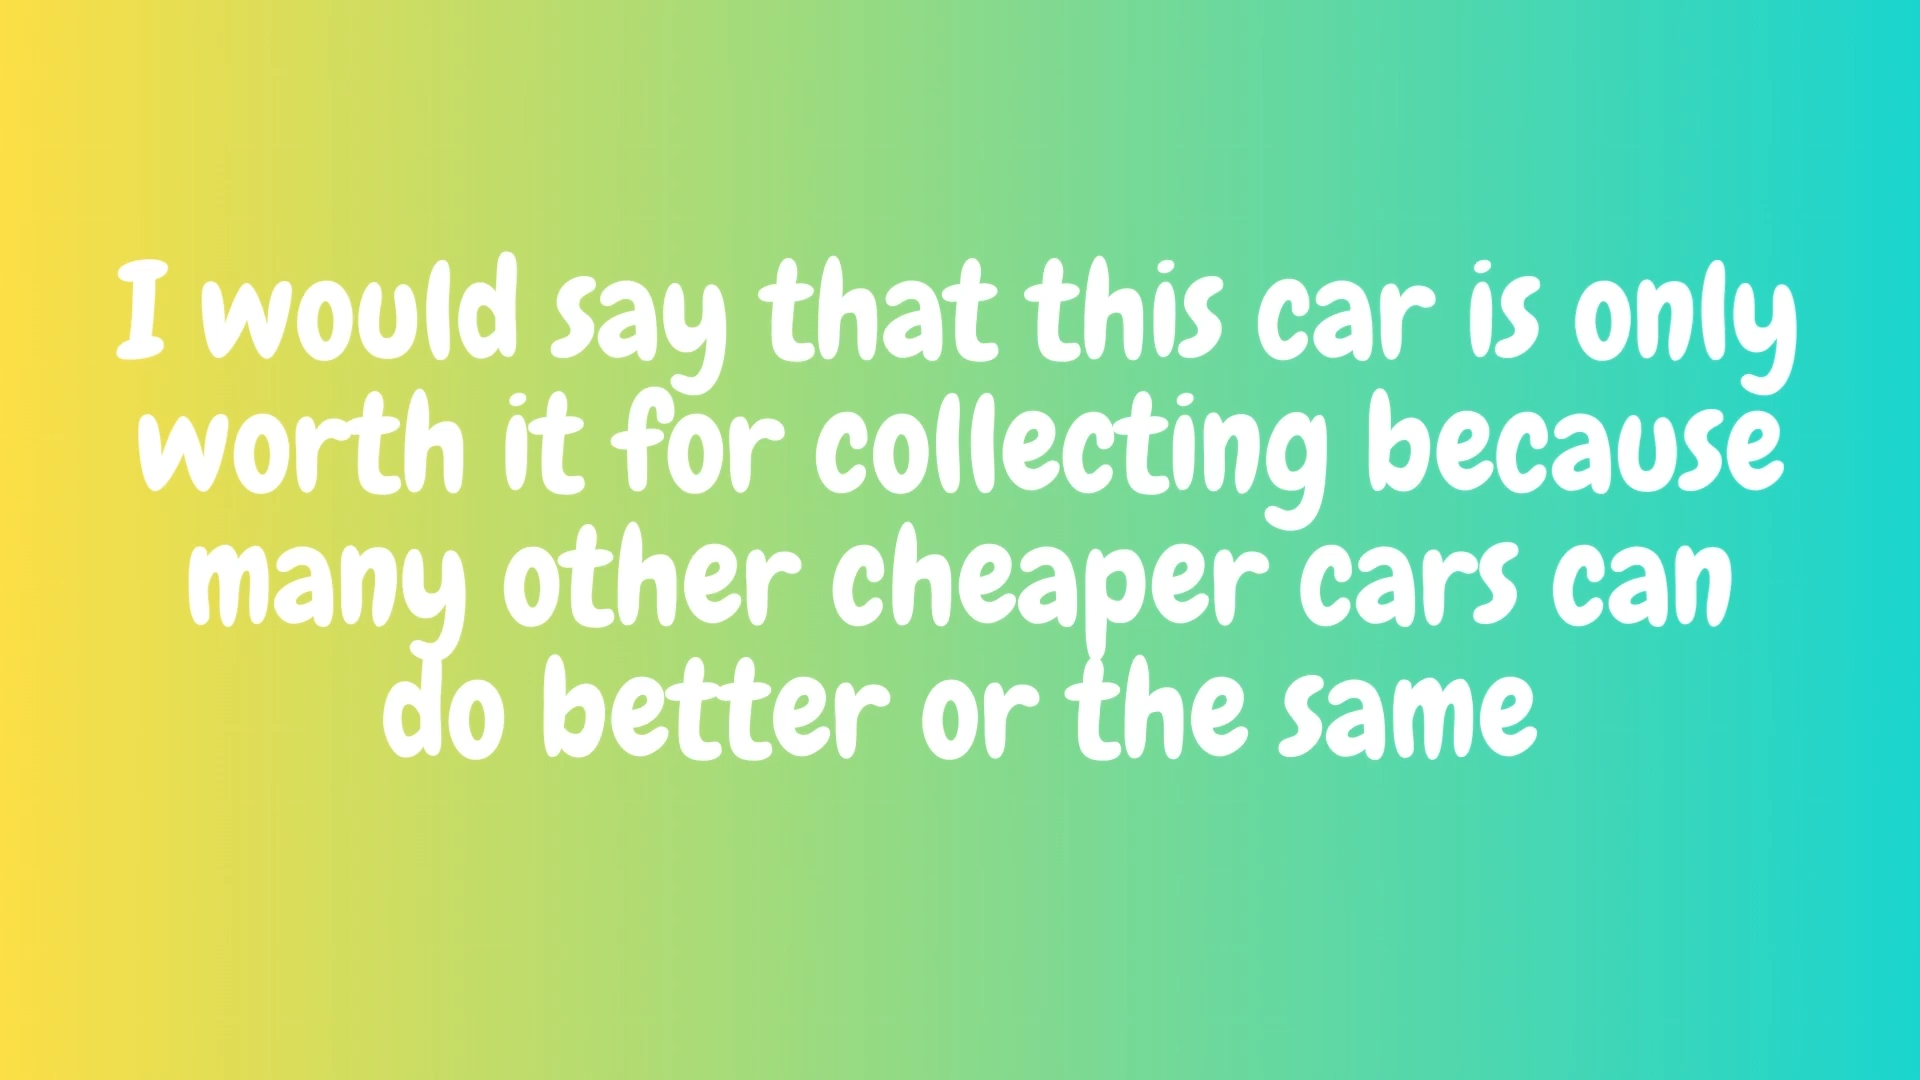 I would say that this car is only
worth it for collecting because
many other cheaper cars can
do better or the same